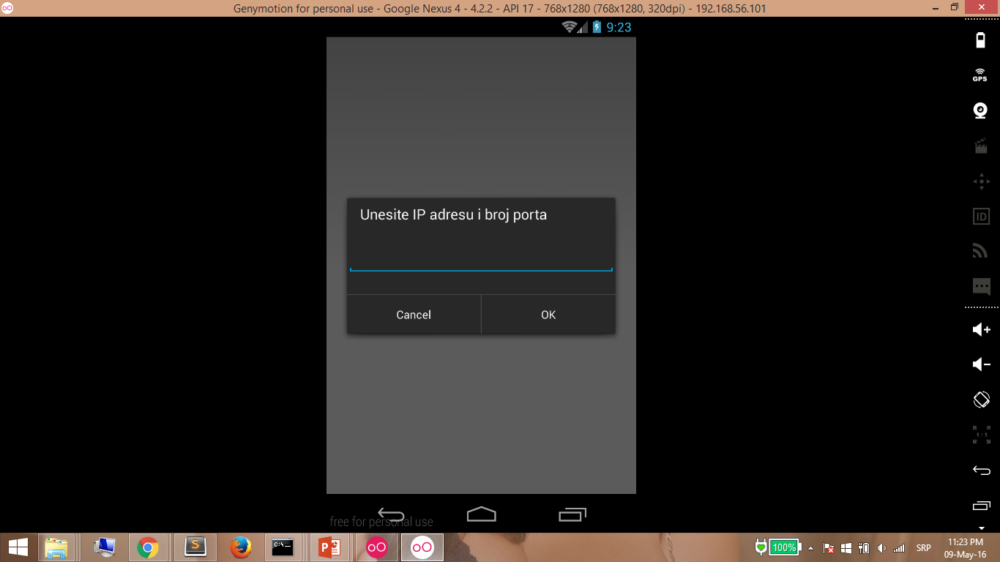 Genymotion for personal use - Google Nexus 4 - 4.2.2 - API 17 - 768x1280 (768x1280, 320dpi) - 192.168.56.101
9:23
GPS
Unesite IP adresu i broj porta
ID
Cancel
OK
1:1
free for personal use
C:\_
100%
SRP
11:23 PM
09-May-16